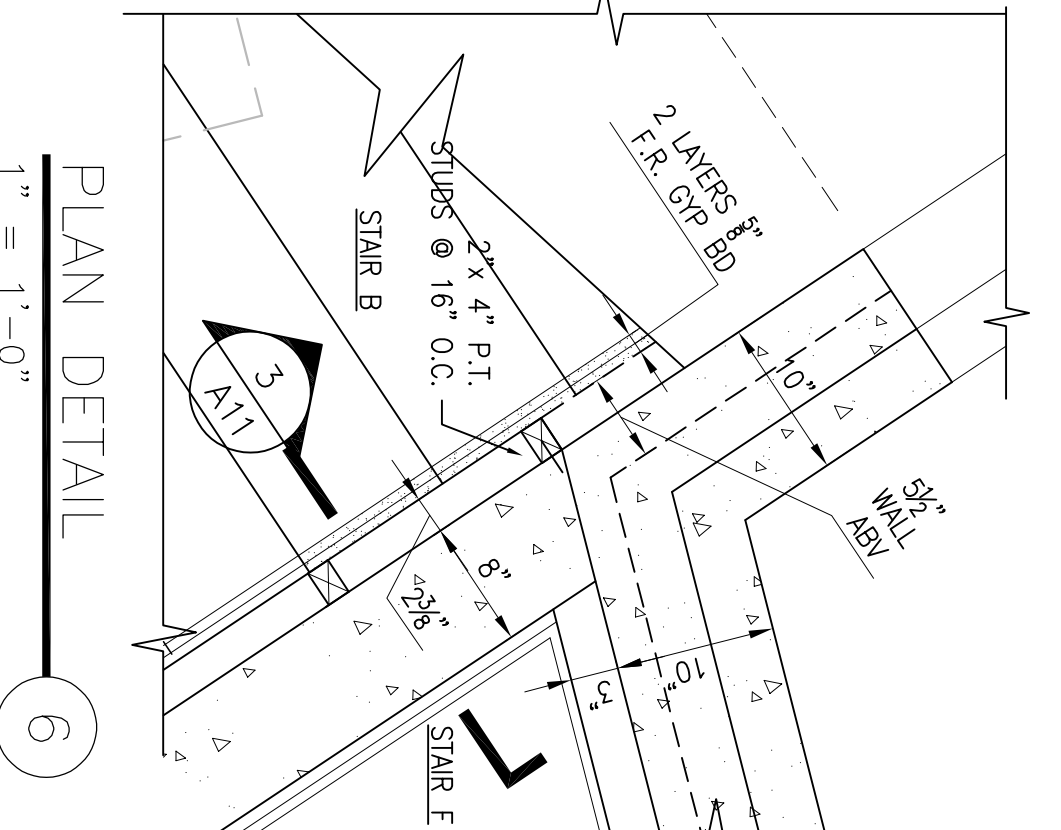 2 LAYERS 5/8"
F.R. GYP BD
2" x 4" P.T.
STUDS @ 16" O.C.
STAIR B
3
A11
10"
5½"
WALL
ABV
8"
2⅜"
10"
3"
STAIR F
PLAN DETAIL
1" = 1'-0"
6